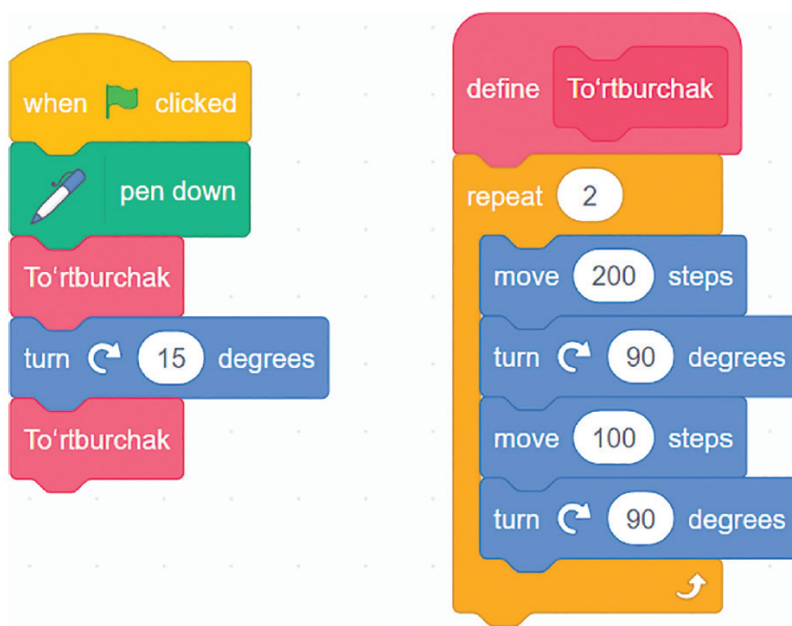 when clicked
pen down
To‘rtburchak
turn 15 degrees
To‘rtburchak
define To‘rtburchak
repeat 2
move 200 steps
turn 90 degrees
move 100 steps
turn 90 degrees